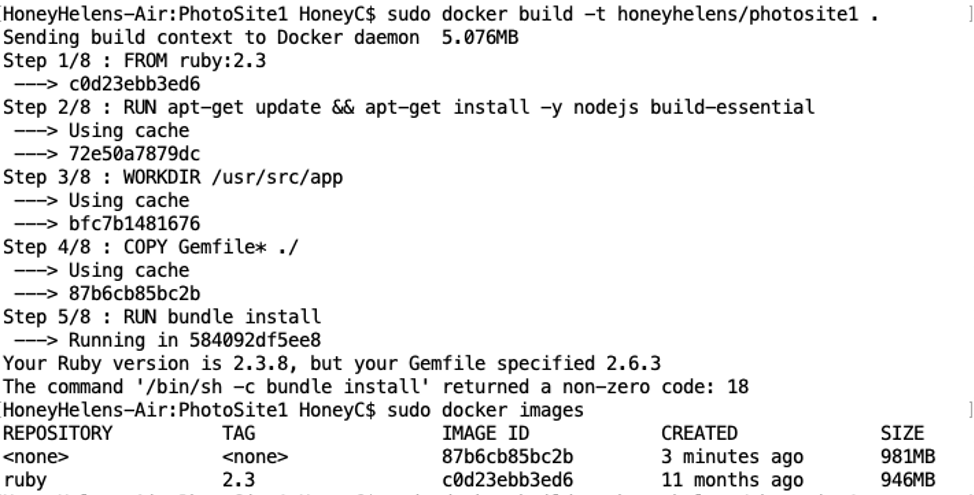 [HoneyHelens-Air:PhotoSite1 HoneyC$ sudo docker build -t honeyhelens/photosite1 . ]
Sending build context to Docker daemon  5.076MB
Step 1/8 : FROM ruby:2.3
 ---> c0d23ebb3ed6
Step 2/8 : RUN apt-get update && apt-get install -y nodejs build-essential
 ---> Using cache
 ---> 72e50a7879dc
Step 3/8 : WORKDIR /usr/src/app
 ---> Using cache
 ---> bfc7b1481676
Step 4/8 : COPY Gemfile* ./
 ---> Using cache
 ---> 87b6cb85bc2b
Step 5/8 : RUN bundle install
 ---> Running in 584092df5ee8
Your Ruby version is 2.3.8, but your Gemfile specified 2.6.3
The command '/bin/sh -c bundle install' returned a non-zero code: 18
[HoneyHelens-Air:PhotoSite1 HoneyC$ sudo docker images ]
REPOSITORY TAG IMAGE ID CREATED SIZE
<none> <none> 87b6cb85bc2b 3 minutes ago 981MB
ruby 2.3 c0d23ebb3ed6 11 months ago 946MB